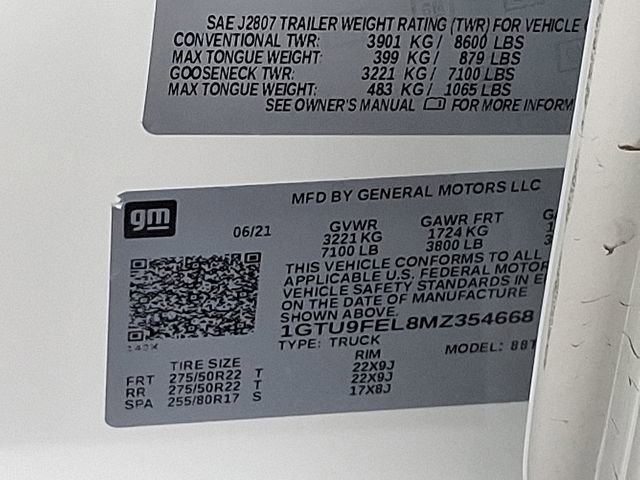 SAE J2807 TRAILER WEIGHT RATING (TWR) FOR VEHICLE
CONVENTIONAL TWR: 3901 KG / 8600 LBS
MAX TONGUE WEIGHT: 399 KG / 879 LBS
GOOSENECK TWR: 3221 KG / 7100 LBS
MAX TONGUE WEIGHT: 483 KG / 1065 LBS
SEE OWNER'S MANUAL FOR MORE INFORM
MFD BY GENERAL MOTORS LLC
gm
06/21
GVWR GAWR FRT
3221 KG 1724 KG
7100 LB 3800 LB
THIS VEHICLE CONFORMS TO ALL
APPLICABLE U.S. FEDERAL MOTOR
VEHICLE SAFETY STANDARDS IN E
ON THE DATE OF MANUFACTURE
SHOWN ABOVE.
1GTU9FEL8MZ354668
TYPE: TRUCK MODEL: 88T
TIRE SIZE RIM
FRT 275/50R22 T 22X9J
RR 275/50R22 T 22X9J
SPA 255/80R17 S 17X8J